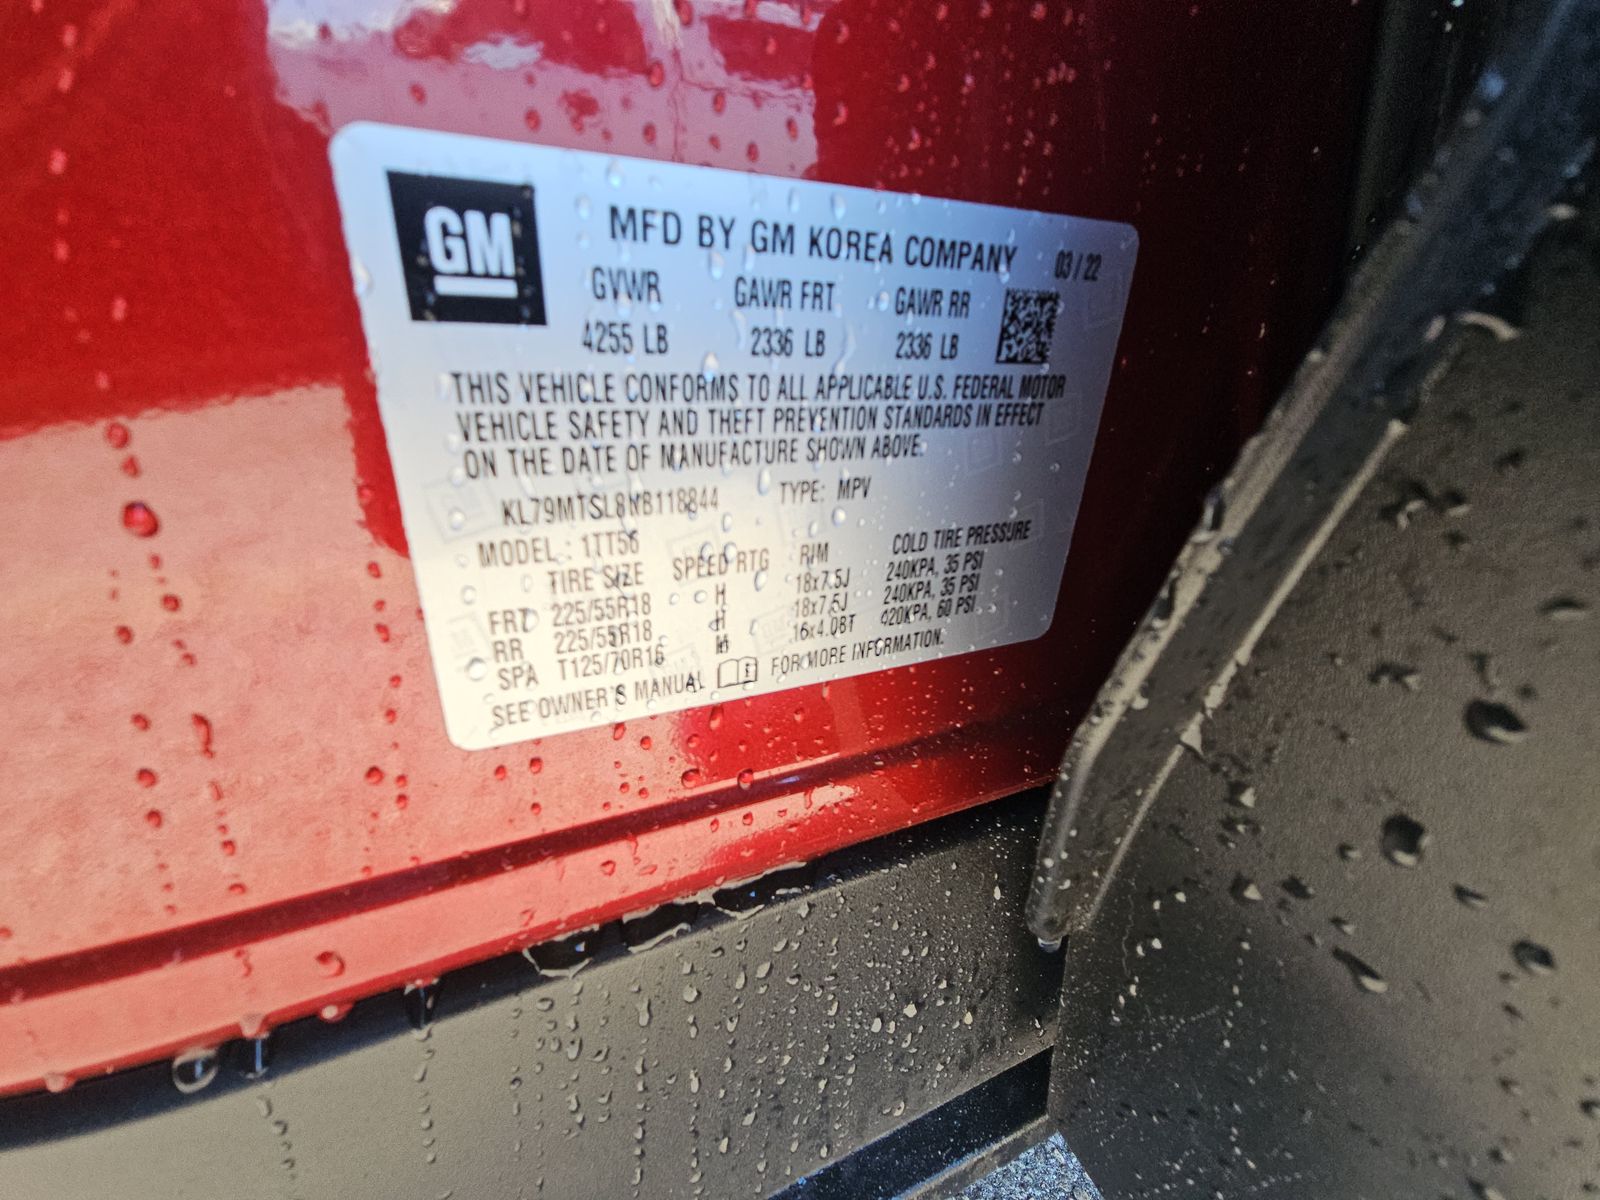 GM
MFD BY GM KOREA COMPANY 03/22
GVWR GAWR FRT GAWR RR
4255 LB 2336 LB 2336 LB
THIS VEHICLE CONFORMS TO ALL APPLICABLE U.S. FEDERAL MOTOR
VEHICLE SAFETY AND THEFT PREVENTION STANDARDS IN EFFECT
ON THE DATE OF MANUFACTURE SHOWN ABOVE.
KL79MTSL8NB118844 TYPE: MPV
MODEL : 1TT56
TIRE SIZE SPEED RTG RIM COLD TIRE PRESSURE
FRT 225/55R18 H 18x7.5J 240KPA, 35 PSI
RR 225/55R18 H 18x7.5J 240KPA, 35 PSI
SPA T125/70R16 M 16x4.0BT 420KPA, 60 PSI
SEE OWNER'S MANUAL FOR MORE INFORMATION.